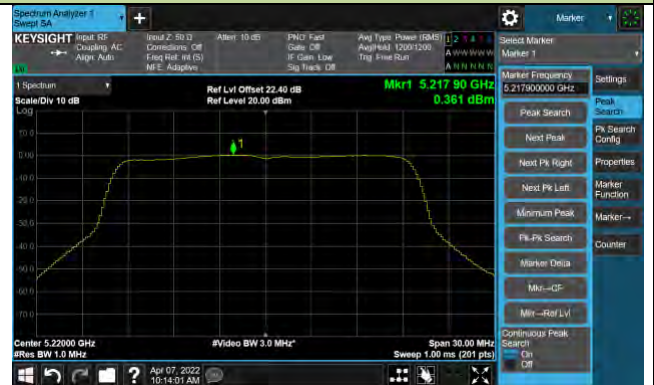 Spectrum Analyzer 1
Swept SA
+
Marker
KEYSIGHT
Input: RF
Coupling: AC
Align: Auto
Input Z: 50 Ω
Corrections: Off
Freq Ref: Int (S)
NFE: Adaptive
Atten: 10 dB
PNO: Fast
Gate: Off
IF Gain: Low
Sig Track: Off
Avg Type: Power (RMS)
Avg|Hold: 1200/1200
Trig: Free Run
1 2 3 4 5 6
A W W W W W
A N N N N N
Select Marker
Marker 1
1 Spectrum
Scale/Div 10 dB
Log
Ref Lvl Offset 22.40 dB
Ref Level 20.00 dBm
Mkr1 5.217 90 GHz
0.361 dBm
Marker Frequency
5.217900000 GHz
Settings
Peak Search
Peak
Search
Next Peak
Pk Search
Config
Next Pk Right
Properties
Next Pk Left
Marker
Function
Minimum Peak
Marker→
Pk-Pk Search
Counter
Marker Delta
Mkr→CF
Mkr→Ref Lvl
Continuous Peak
Search
On
Off
10.0
0.00
-10.0
-20.0
-30.0
-40.0
-50.0
-60.0
-70.0
1
Center 5.22000 GHz
#Res BW 1.0 MHz
#Video BW 3.0 MHz*
Span 30.00 MHz
Sweep 1.00 ms (201 pts)
?
Apr 07, 2022
10:14:01 AM